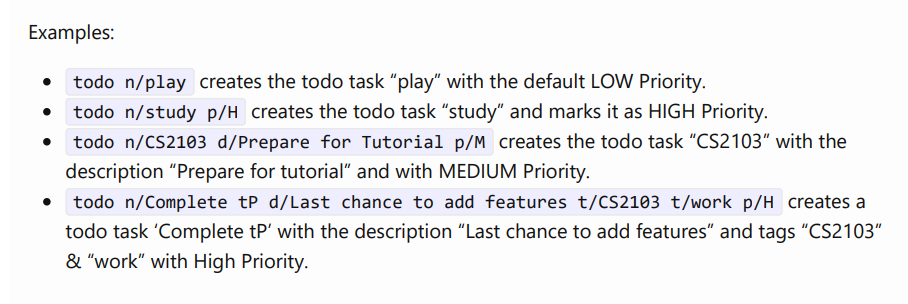 Examples:
• todo n/play creates the todo task “play” with the default LOW Priority.
• todo n/study p/H creates the todo task “study” and marks it as HIGH Priority.
• todo n/CS2103 d/Prepare for Tutorial p/M creates the todo task “CS2103” with the
description “Prepare for tutorial” and with MEDIUM Priority.
• todo n/Complete tP d/Last chance to add features t/CS2103 t/work p/H creates a
todo task ‘Complete tP’ with the description “Last chance to add features” and tags “CS2103”
& “work” with High Priority.